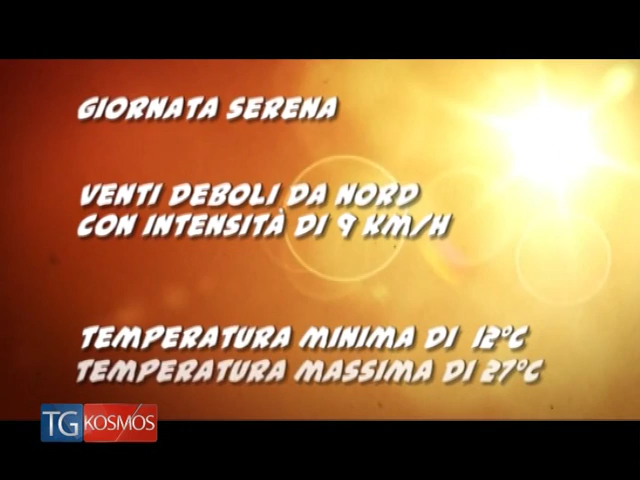 GIORNATA SERENA
VENTI DEBOLI DA NORD
CON INTENSITÀ DI 9 KM/H
TEMPERATURA MINIMA DI 12°C
TEMPERATURA MASSIMA DI 27°C
TG KOSMOS